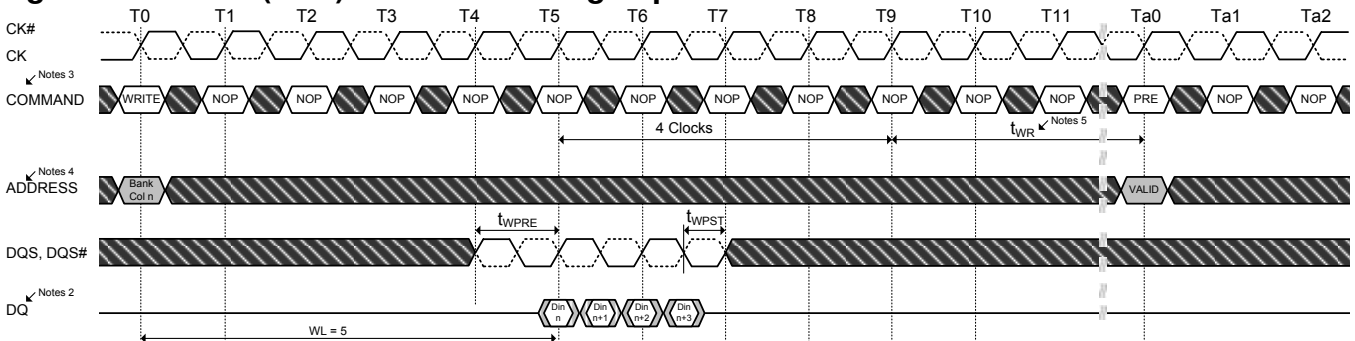 T0 T1 T2 T3 T4 T5 T6 T7 T8 T9 T10 T11 Ta0 Ta1 Ta2
CK#
CK
Notes 3
COMMAND WRITE NOP NOP NOP NOP NOP NOP NOP NOP NOP NOP NOP PRE NOP NOP
4 Clocks tWR Notes 5
Notes 4
ADDRESS Bank Col n VALID
tWPRE tWPST
DQS, DQS#
Notes 2
DQ Din n Din n+1 Din n+2 Din n+3
WL = 5